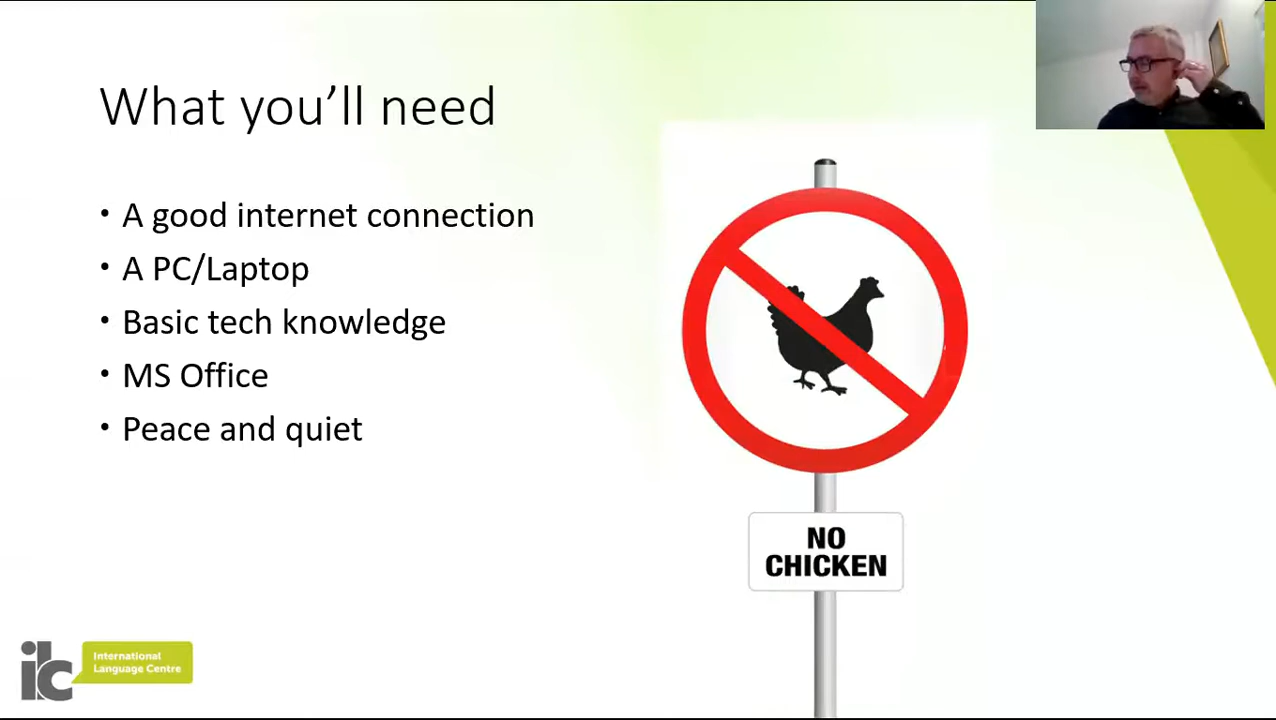 What you’ll need
• A good internet connection
• A PC/Laptop
• Basic tech knowledge
• MS Office
• Peace and quiet
NO
CHICKEN
ilc
International
Language Centre